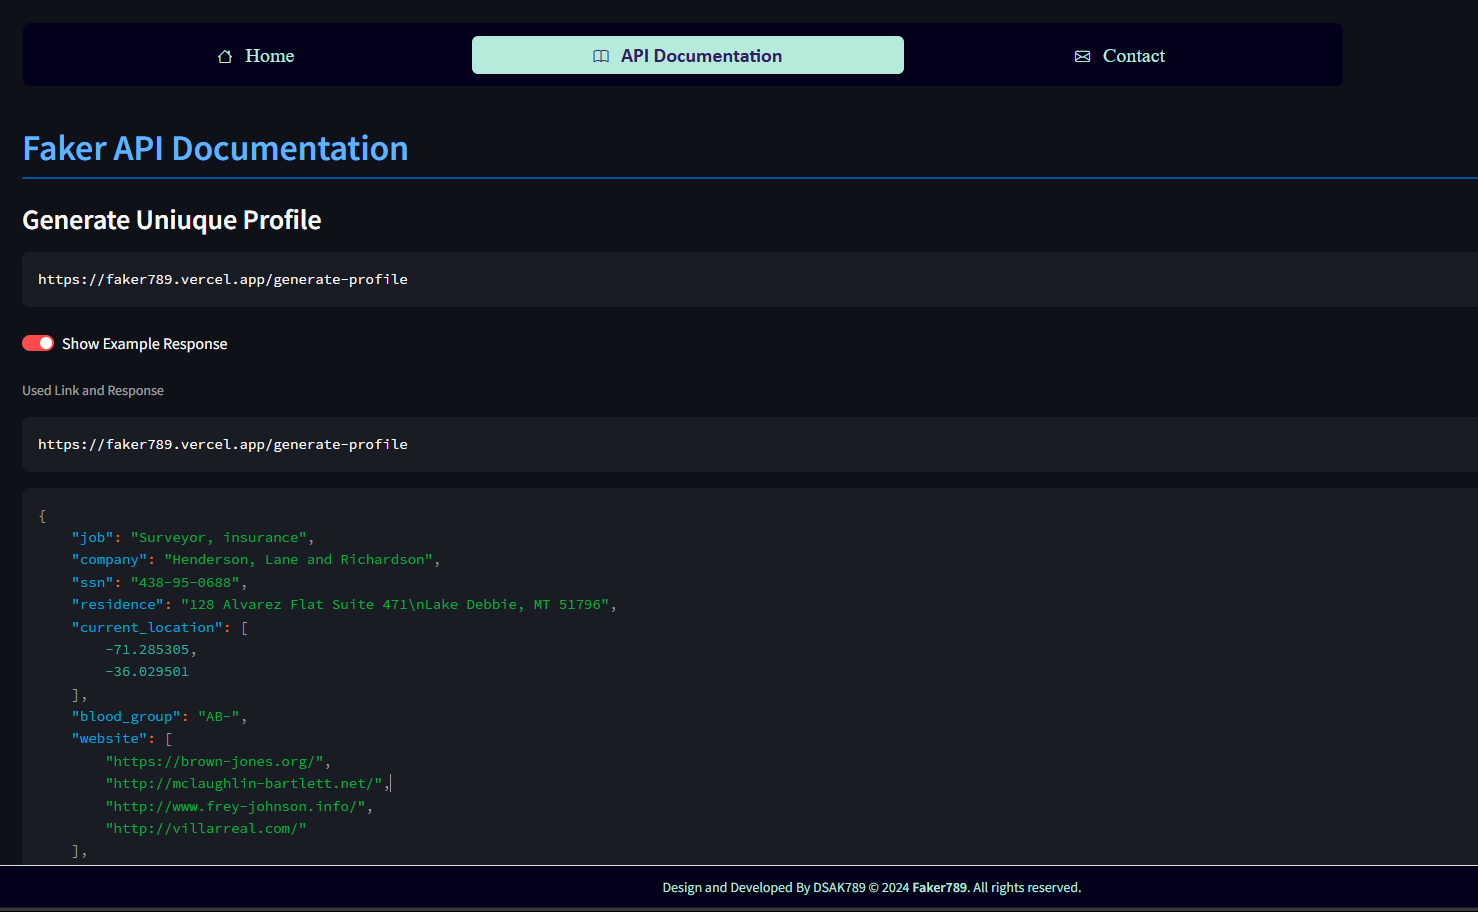 Home
API Documentation
Contact
Faker API Documentation
Generate Uniuque Profile
https://faker789.vercel.app/generate-profile
Show Example Response
Used Link and Response
https://faker789.vercel.app/generate-profile
{
    "job": "Surveyor, insurance",
    "company": "Henderson, Lane and Richardson",
    "ssn": "438-95-0688",
    "residence": "128 Alvarez Flat Suite 471\nLake Debbie, MT 51796",
    "current_location": [
        -71.285305,
        -36.029501
    ],
    "blood_group": "AB-",
    "website": [
        "https://brown-jones.org/",
        "http://mclaughlin-bartlett.net/",
        "http://www.frey-johnson.info/",
        "http://villarreal.com/"
    ],
Design and Developed By DSAK789 © 2024 Faker789. All rights reserved.